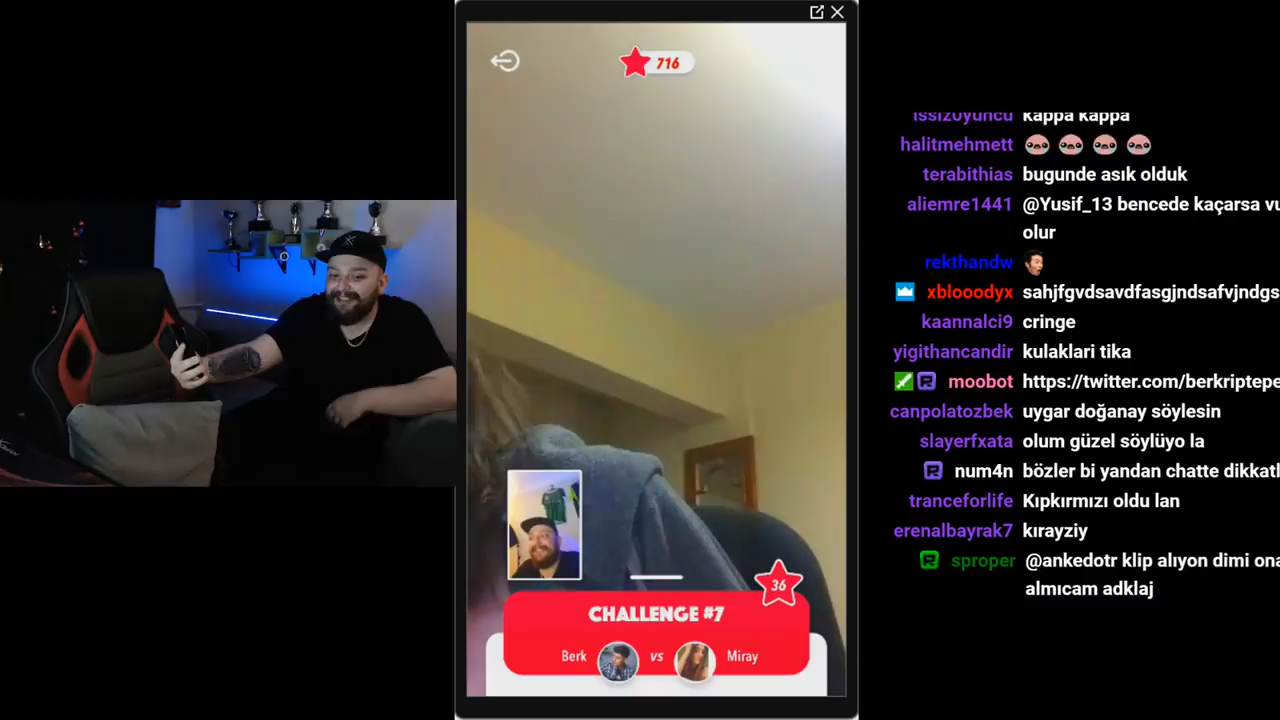 716
issizoyuncu kappa kappa
halitmehmett
terabithias bugunde asık olduk
aliemre1441 @Yusif_13 bencede kaçarsa vu
olur
rekthandw
xblooodyx sahjfgvdsavdfasgjndsafvjndgs
kaannalci9 cringe
yigithancandir kulaklari tika
moobot https://twitter.com/berkriptepe
canpolatozbek uygar doğanay söylesin
slayerfxata olum güzel söylüyo la
num4n bözler bi yandan chatte dikkatl
tranceforlife Kıpkırmızı oldu lan
erenalbayrak7 kırayziy
sproper @ankedotr klip alıyon dimi ona
almıcam adklaj
36
CHALLENGE #7
Berk vs Miray